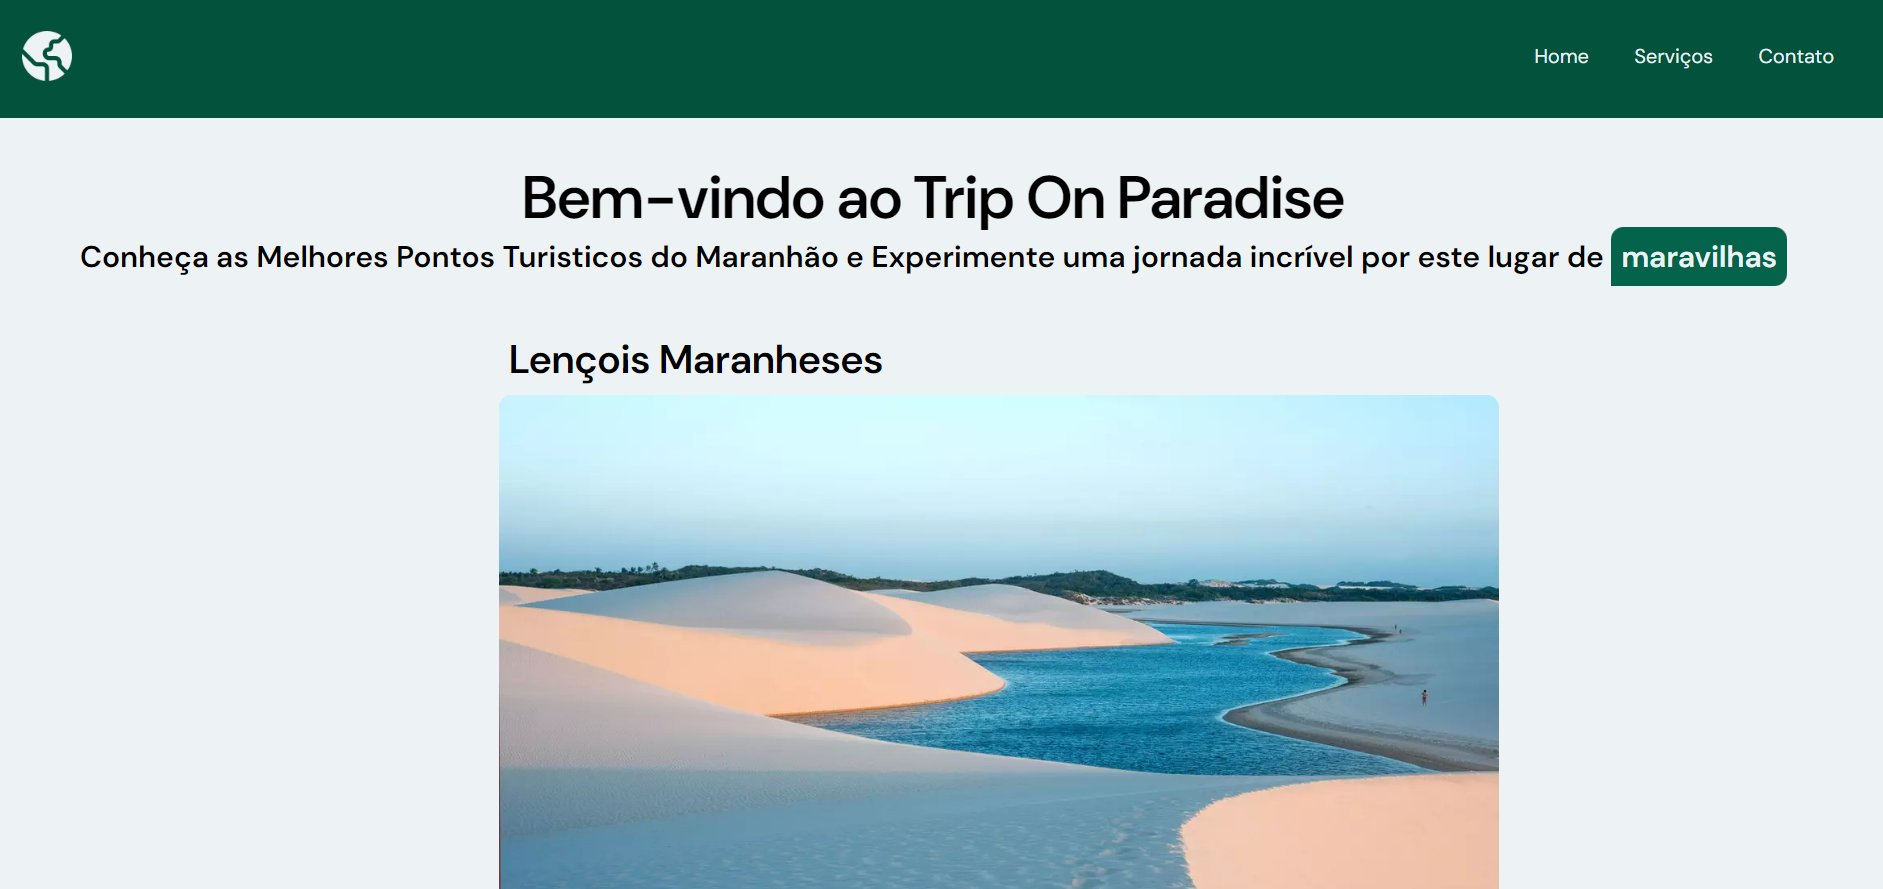 Home Serviços Contato
Bem-vindo ao Trip On Paradise
Conheça as Melhores Pontos Turisticos do Maranhão e Experimente uma jornada incrível por este lugar de maravilhas
Lençois Maranheses